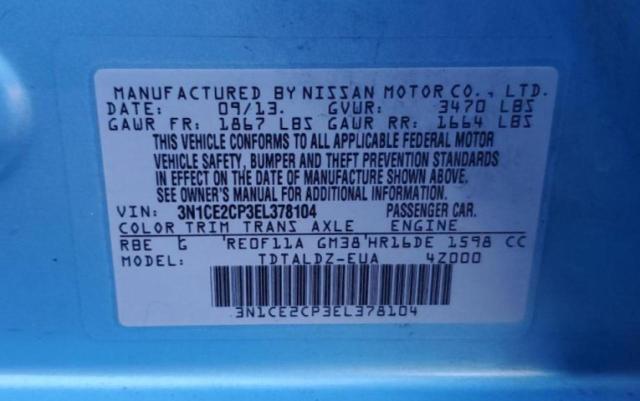 MANUFACTURED BY NISSAN MOTOR CO., LTD.
DATE: 09/13. GVWR: 3470 LBS
GAWR FR: 1867 LBS GAWR RR: 1664 LBS
THIS VEHICLE CONFORMS TO ALL APPLICABLE FEDERAL MOTOR
VEHICLE SAFETY, BUMPER AND THEFT PREVENTION STANDARDS
IN EFFECT ON THE DATE OF MANUFACTURE SHOWN ABOVE.
SEE OWNER'S MANUAL FOR ADDITIONAL INFORMATION.
VIN: 3N1CE2CP3EL378104 PASSENGER CAR.
COLOR TRIM TRANS AXLE ENGINE
RBE G 'RE0F11A GM38'HR16DE 1598 CC
MODEL: TDTALDZ-EUA 4Z000
3N1CE2CP3EL378104